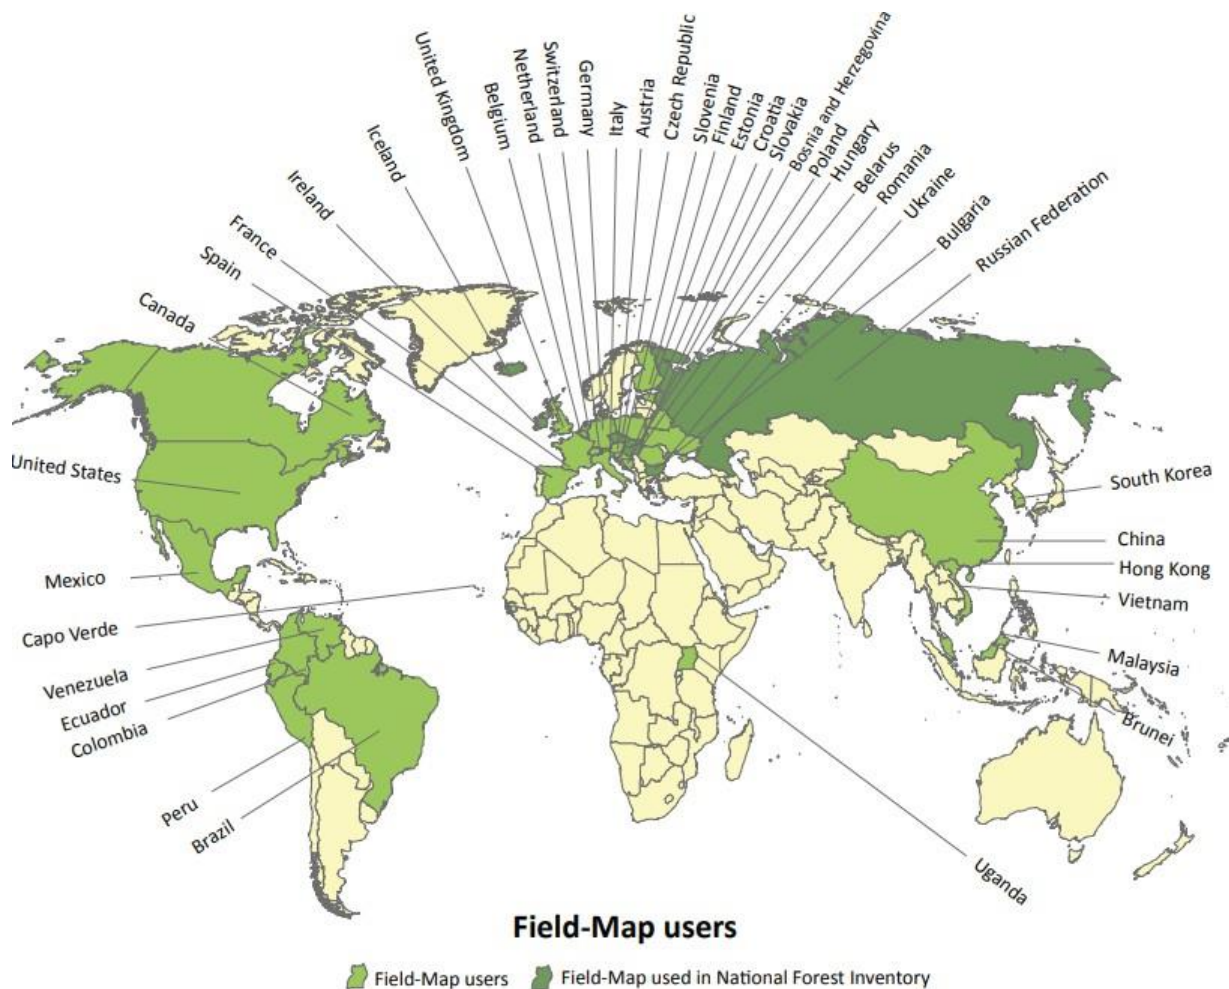 United Kingdom
Belgium
Netherland
Switzerland
Germany
Italy
Austria
Czech Republic
Slovenia
Finland
Estonia
Croatia
Slovakia
Bosnia and Herzegovina
Poland
Hungary
Belarus
Romania
Ukraine
Bulgaria
Russian Federation
Iceland
Ireland
France
Spain
Canada
United States
Mexico
Capo Verde
Venezuela
Ecuador
Colombia
Peru
Brazil
South Korea
China
Hong Kong
Vietnam
Malaysia
Brunei
Uganda
Field-Map users
Field-Map users
Field-Map used in National Forest Inventory